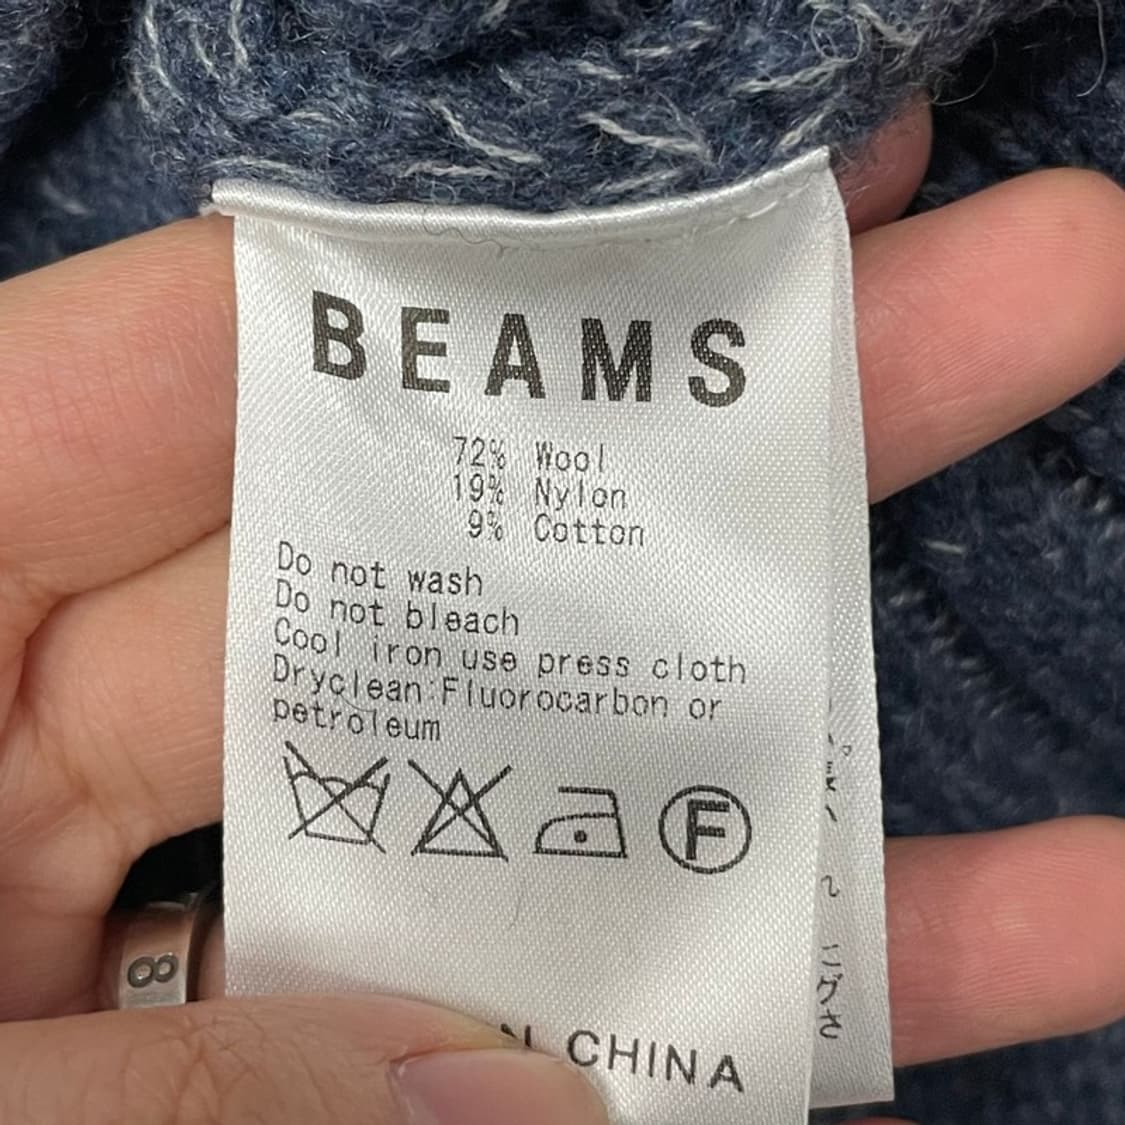 BEAMS
72% Wool
19% Nylon
9% Cotton
Do not wash
Do not bleach
Cool iron use press cloth
Dryclean:Fluorocarbon or
petroleum
F
CHINA
8